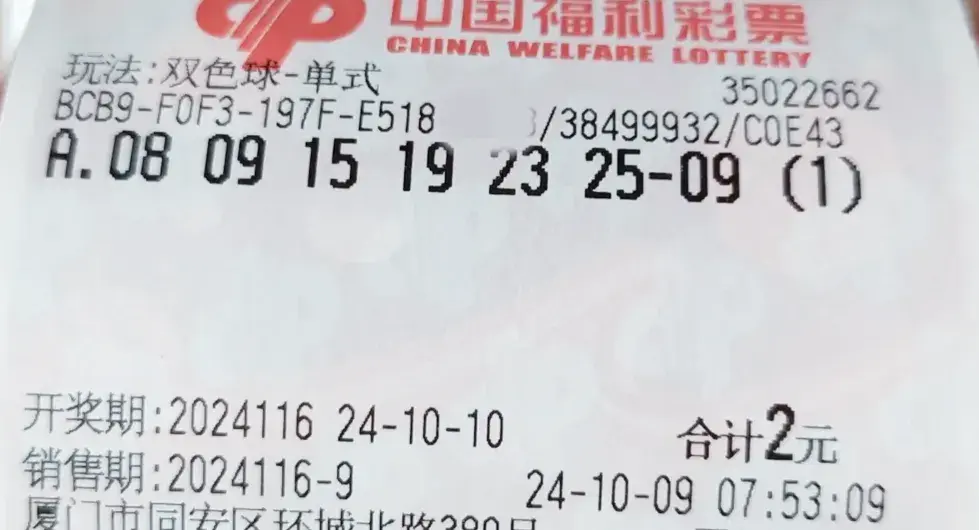 中国福利彩票
CHINA WELFARE LOTTERY
玩法:双色球-单式
35022662
BCB9-F0F3-197F-E518 /38499932/C0E43
A.08 09 15 19 23 25-09 (1)
开奖期:2024116 24-10-10 合计2元
销售期:2024116-9 24-10-09 07:53:09
厦门市同安区环城北路390号